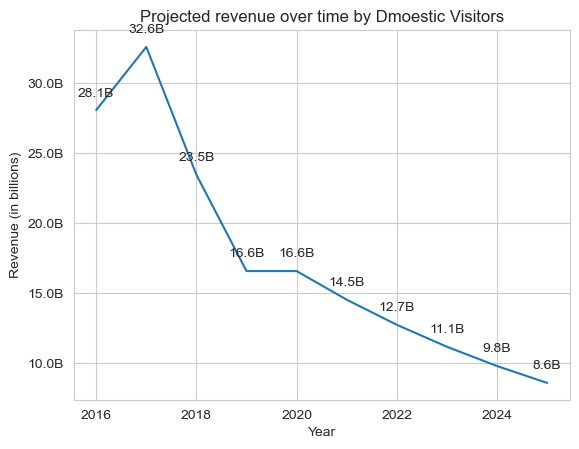 Projected revenue over time by Dmoestic Visitors
32.6B
30.0B
28.1B
25.0B
23.5B
20.0B
16.6B
16.6B
15.0B
14.5B
12.7B
11.1B
10.0B
9.8B
8.6B
Revenue (in billions)
2016
2018
2020
2022
2024
Year